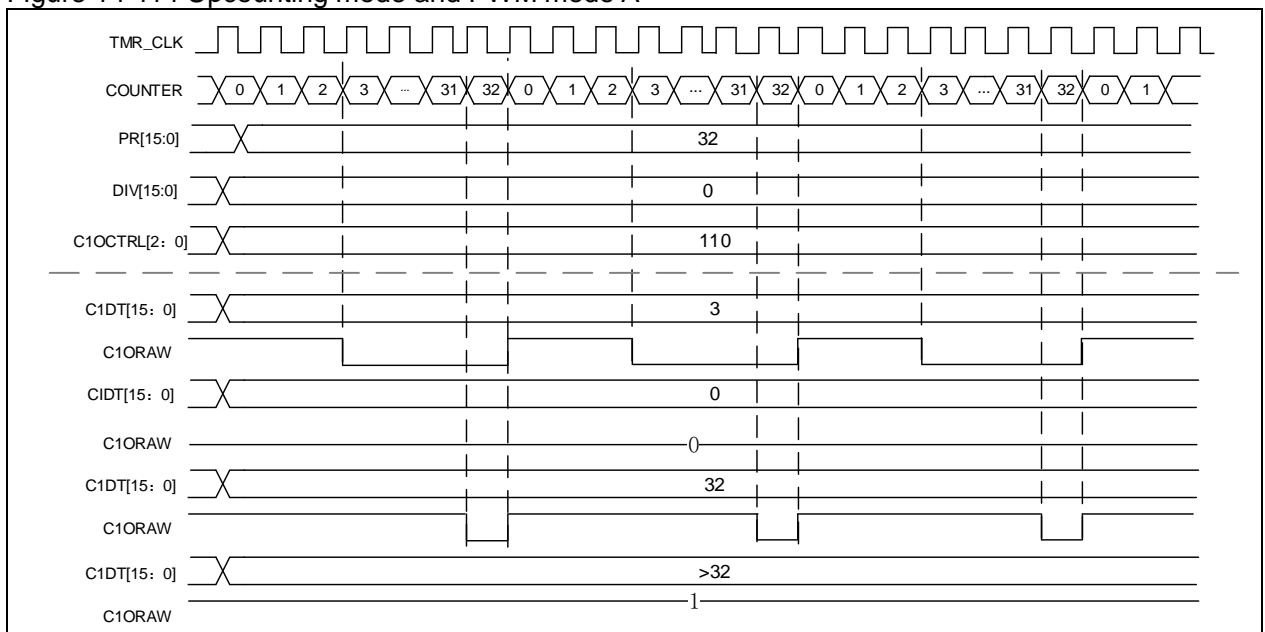 Figure Upcounting mode and PWM mode A
TMR_CLK
COUNTER 0 1 2 3 ... 31 32 0 1 2 3 ... 31 32 0 1 2 3 ... 31 32 0 1
PR[15:0] 32
DIV[15:0] 0
C1OCTRL[2：0] 110
C1DT[15：0] 3
C1ORAW
CIDT[15：0] 0
C1ORAW 0
C1DT[15：0] 32
C1ORAW
C1DT[15：0] >32
C1ORAW 1